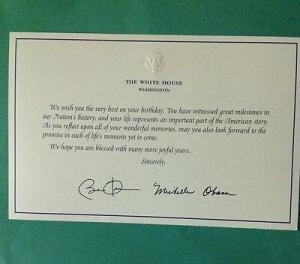 THE WHITE HOUSE
WASHINGTON
We wish you the very best on your birthday. You have witnessed great milestones in
our Nation's history, and your life represents an important part of the American story.
As you reflect upon all of your wonderful memories, may you also look forward to the
promise in each of life's moments yet to come.
We hope you are blessed with many more joyful years.
Sincerely,
Michelle Obama